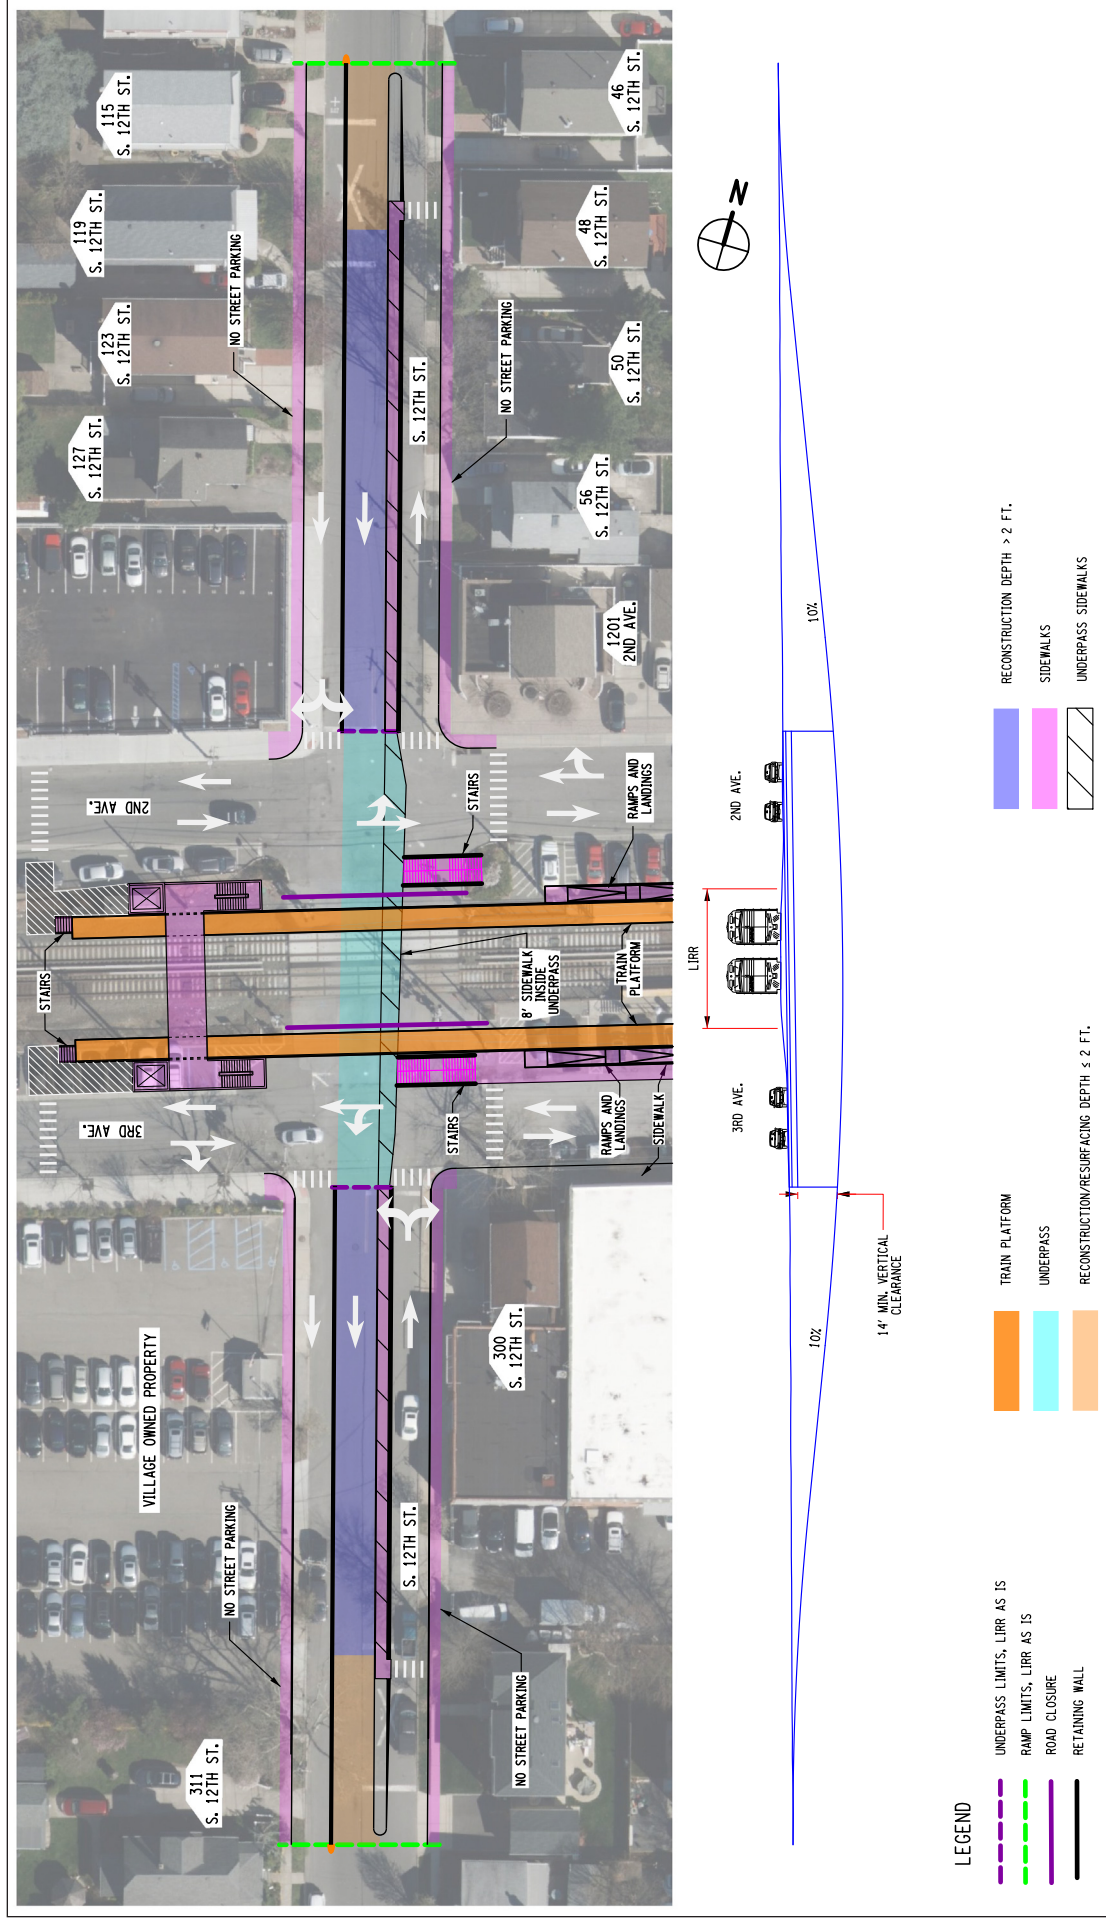 311
S. 12TH ST.
NO STREET PARKING
VILLAGE OWNED PROPERTY
3RD AVE.
STAIRS
2ND AVE.
127
S. 12TH ST.
123
S. 12TH ST.
119
S. 12TH ST.
115
S. 12TH ST.
NO STREET PARKING
S. 12TH ST.
NO STREET PARKING
300
S. 12TH ST.
STAIRS
RAMPS AND
LANDINGS
SIDEWALK
8' SIDEWALK
INSIDE
UNDERPASS
TRAIN
PLATFORM
STAIRS
RAMPS AND
LANDINGS
S. 12TH ST.
NO STREET PARKING
1201
2ND AVE.
56
S. 12TH ST.
50
S. 12TH ST.
48
S. 12TH ST.
46
S. 12TH ST.
N
3RD AVE.
LIRR
2ND AVE.
10%
10%
14' MIN. VERTICAL
CLEARANCE
LEGEND
UNDERPASS LIMITS, LIRR AS IS
RAMP LIMITS, LIRR AS IS
ROAD CLOSURE
RETAINING WALL
TRAIN PLATFORM
UNDERPASS
RECONSTRUCTION/RESURFACING DEPTH ≤ 2 FT.
RECONSTRUCTION DEPTH > 2 FT.
SIDEWALKS
UNDERPASS SIDEWALKS